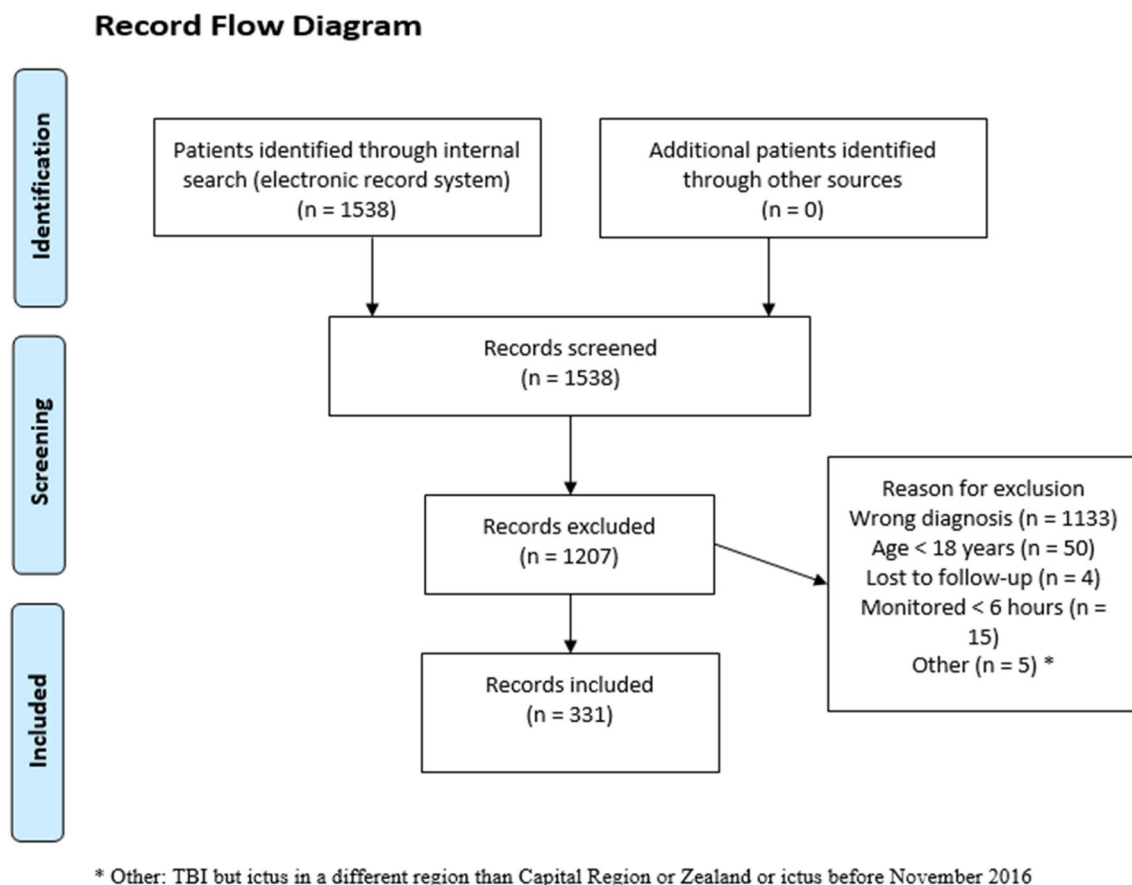 Record Flow Diagram
Identification
Patients identified through internal
search (electronic record system)
(n = 1538)
Additional patients identified
through other sources
(n = 0)
Screening
Records screened
(n = 1538)
Records excluded
(n = 1207)
Reason for exclusion
Wrong diagnosis (n = 1133)
Age < 18 years (n = 50)
Lost to follow-up (n = 4)
Monitored < 6 hours (n =
15)
Other (n = 5) *
Included
Records included
(n = 331)
* Other: TBI but ictus in a different region than Capital Region or Zealand or ictus before November 2016